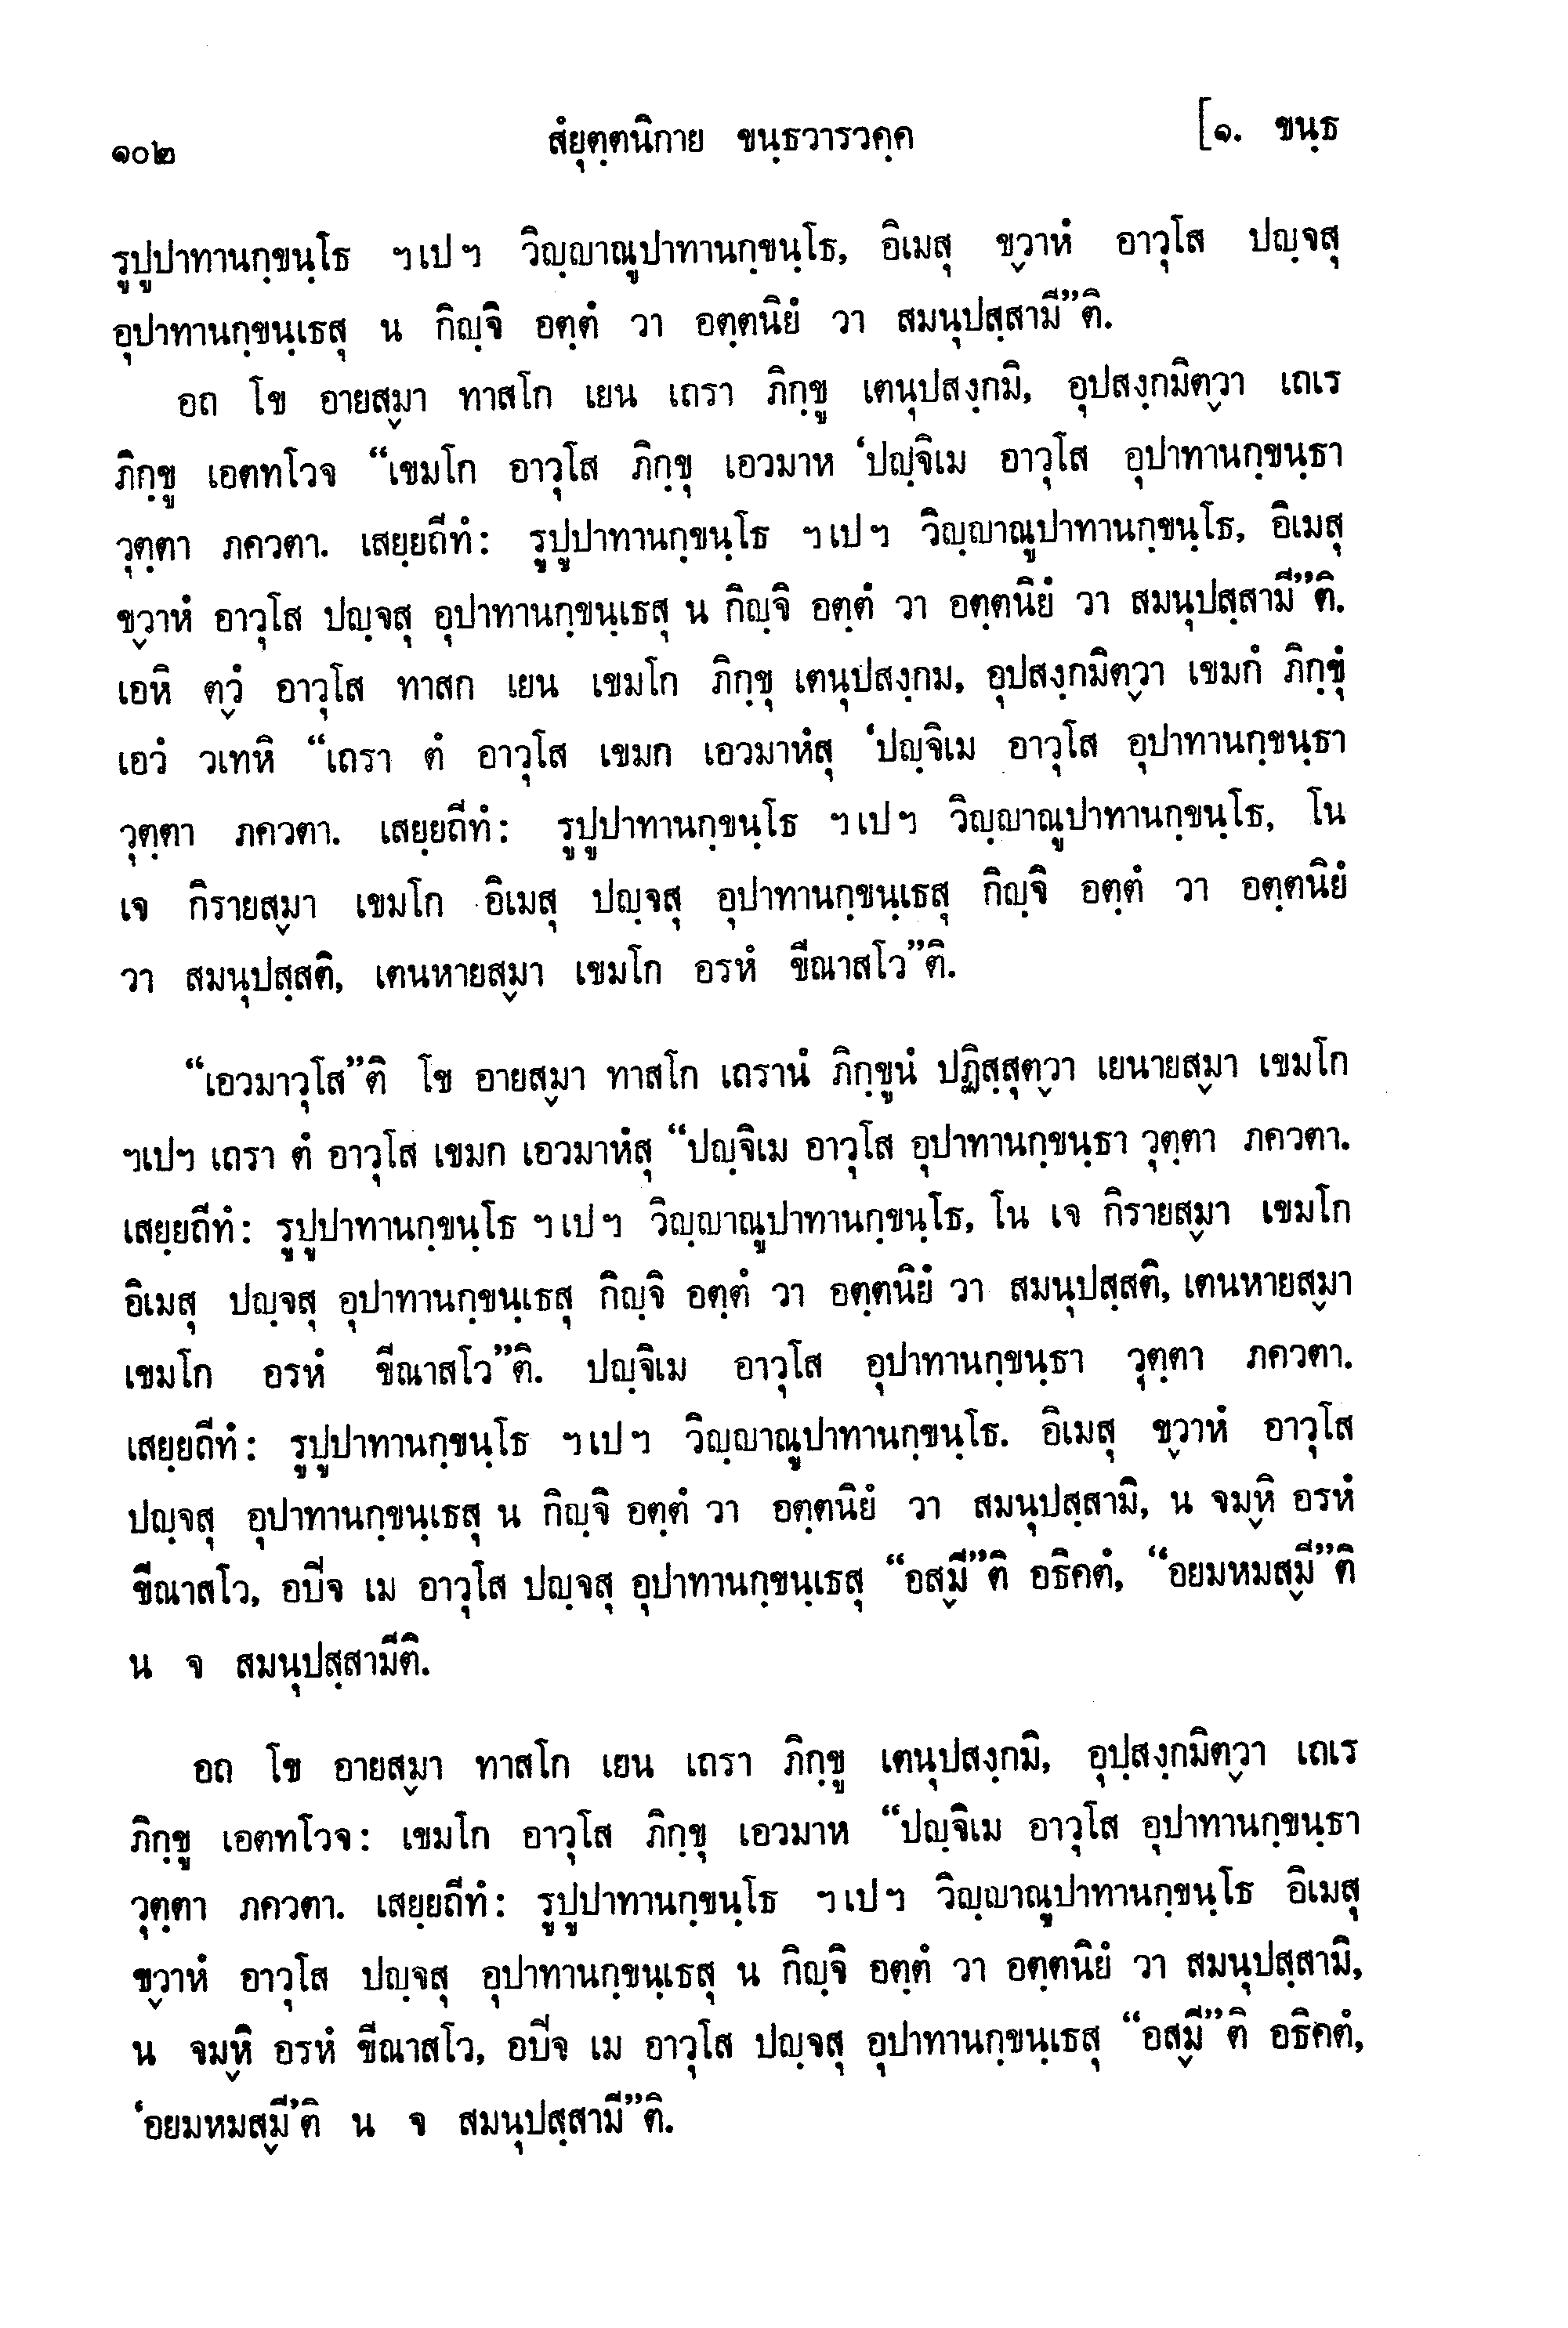 ๑๐๒ สํยุตฺตนิกาย ขนฺธวารวคฺค [๑. ขนฺธ
รูปูปาทานกฺขนฺโธ ฯเปฯ วิญฺญาณูปาทานกฺขนฺโธ, อิเมสุ ขฺวาหํ อาวุโส ปญฺจสุ
อุปาทานกฺขนฺเธสุ น กิญฺจิ อตฺตํ วา อตฺตนิยํ วา สมนุปสฺสามี”ติ.
อถ โข อายสฺมา ทาสโก เยน เถรา ภิกฺขู เตนุปสงฺกมิ, อุปสงฺกมิตฺวา เถเร
ภิกฺขู เอตทโวจ “เขมโก อาวุโส ภิกฺขุ เอวมาห ‘ปญฺจิเม อาวุโส อุปาทานกฺขนฺธา
วุตฺตา ภควตา. เสยฺยถีทํ: รูปูปาทานกฺขนฺโธ ฯเปฯ วิญฺญาณูปาทานกฺขนฺโธ, อิเมสุ
ขฺวาหํ อาวุโส ปญฺจสุ อุปาทานกฺขนฺเธสุ น กิญฺจิ อตฺตํ วา อตฺตนิยํ วา สมนุปสฺสามี”ติ.
เอหิ ตฺวํ อาวุโส ทาสก เยน เขมโก ภิกฺขุ เตนุปสงฺกม, อุปสงฺกมิตฺวา เขมกํ ภิกฺขุํ
เอวํ วเทหิ “เถรา ตํ อาวุโส เขมก เอวมาหํสุ ‘ปญฺจิเม อาวุโส อุปาทานกฺขนฺธา
วุตฺตา ภควตา. เสยฺยถีทํ: รูปูปาทานกฺขนฺโธ ฯเปฯ วิญฺญาณูปาทานกฺขนฺโธ, โน
เจ กิรายสฺมา เขมโก อิเมสุ ปญฺจสุ อุปาทานกฺขนฺเธสุ กิญฺจิ อตฺตํ วา อตฺตนิยํ
วา สมนุปสฺสติ, เตนหายสฺมา เขมโก อรหํ ขีณาสโว”ติ.
“เอวมาวุโส”ติ โข อายสฺมา ทาสโก เถรานํ ภิกฺขูนํ ปฏิสฺสุตฺวา เยนายสฺมา เขมโก
ฯเปฯ เถรา ตํ อาวุโส เขมก เอวมาหํสุ “ปญฺจิเม อาวุโส อุปาทานกฺขนฺธา วุตฺตา ภควตา.
เสยฺยถีทํ: รูปูปาทานกฺขนฺโธ ฯเปฯ วิญฺญาณูปาทานกฺขนฺโธ, โน เจ กิรายสฺมา เขมโก
อิเมสุ ปญฺจสุ อุปาทานกฺขนฺเธสุ กิญฺจิ อตฺตํ วา อตฺตนิยํ วา สมนุปสฺสติ, เตนหายสฺมา
เขมโก อรหํ ขีณาสโว”ติ. ปญฺจิเม อาวุโส อุปาทานกฺขนฺธา วุตฺตา ภควตา.
เสยฺยถีทํ: รูปูปาทานกฺขนฺโธ ฯเปฯ วิญฺญาณูปาทานกฺขนฺโธ. อิเมสุ ขฺวาหํ อาวุโส
ปญฺจสุ อุปาทานกฺขนฺเธสุ น กิญฺจิ อตฺตํ วา อตฺตนิยํ วา สมนุปสฺสามิ, น จมฺหิ อรหํ
ขีณาสโว, อปีจ เม อาวุโส ปญฺจสุ อุปาทานกฺขนฺเธสุ “อสฺมี”ติ อธิคตํ, “อยมหมสฺมี”ติ
น จ สมนุปสฺสามีติ.
อถ โข อายสฺมา ทาสโก เยน เถรา ภิกฺขู เตนุปสงฺกมิ, อุปฺสงฺกมิตฺวา เถเร
ภิกฺขู เอตทโวจ: เขมโก อาวุโส ภิกฺขุ เอวมาห “ปญฺจิเม อาวุโส อุปาทานกฺขนฺธา
วุตฺตา ภควตา. เสยฺยถีทํ: รูปูปาทานกฺขนฺโธ ฯเปฯ วิญฺญาณูปาทานกฺขนฺโธ อิเมสุ
ขฺวาหํ อาวุโส ปญฺจสุ อุปาทานกฺขนฺเธสุ น กิญฺจิ อตฺตํ วา อตฺตนิยํ วา สมนุปสฺสามิ,
น จมฺหิ อรหํ ขีณาสโว, อปีจ เม อาวุโส ปญฺจสุ อุปาทานกฺขนฺเธสุ “อสฺมี”ติ อธิคตํ,
‘อยมหมสฺมี’ติ น จ สมนุปสฺสามี”ติ.